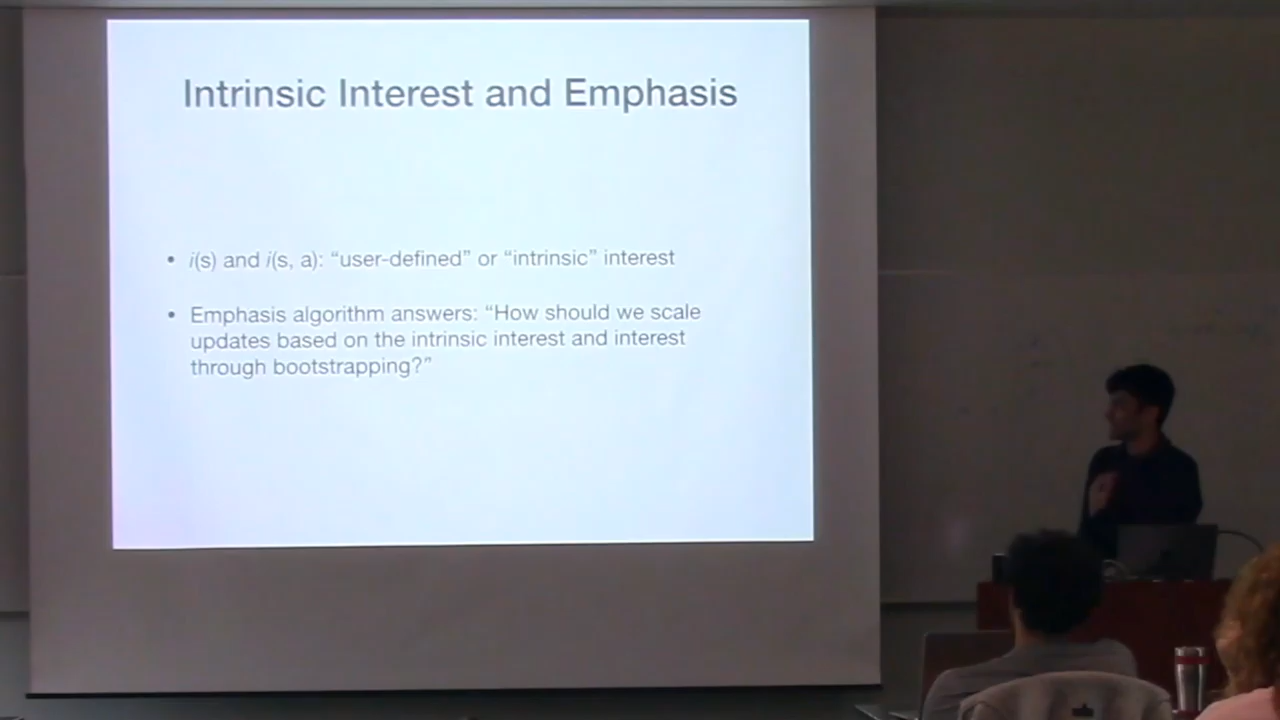 Intrinsic Interest and Emphasis
• i(s) and i(s, a): “user-defined” or “intrinsic” interest
• Emphasis algorithm answers: “How should we scale
updates based on the intrinsic interest and interest
through bootstrapping?”